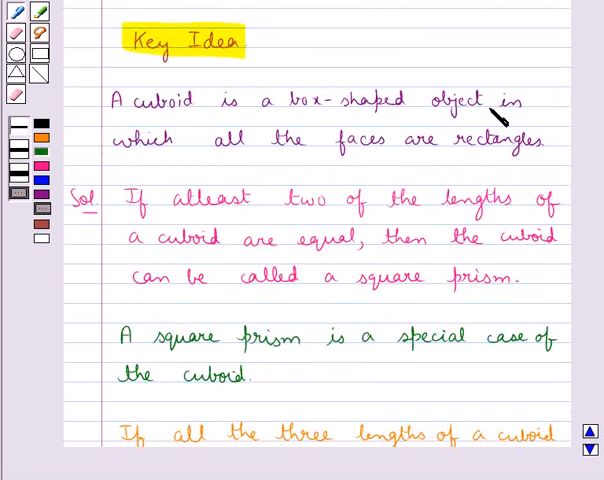 Key Idea
A cuboid is a box-shaped object in
which all the faces are rectangles.
Sol. If atleast two of the lengths of
a cuboid are equal, then the cuboid
can be called a square prism.
A square prism is a special case of
the cuboid.
If all the three lengths of a cuboid